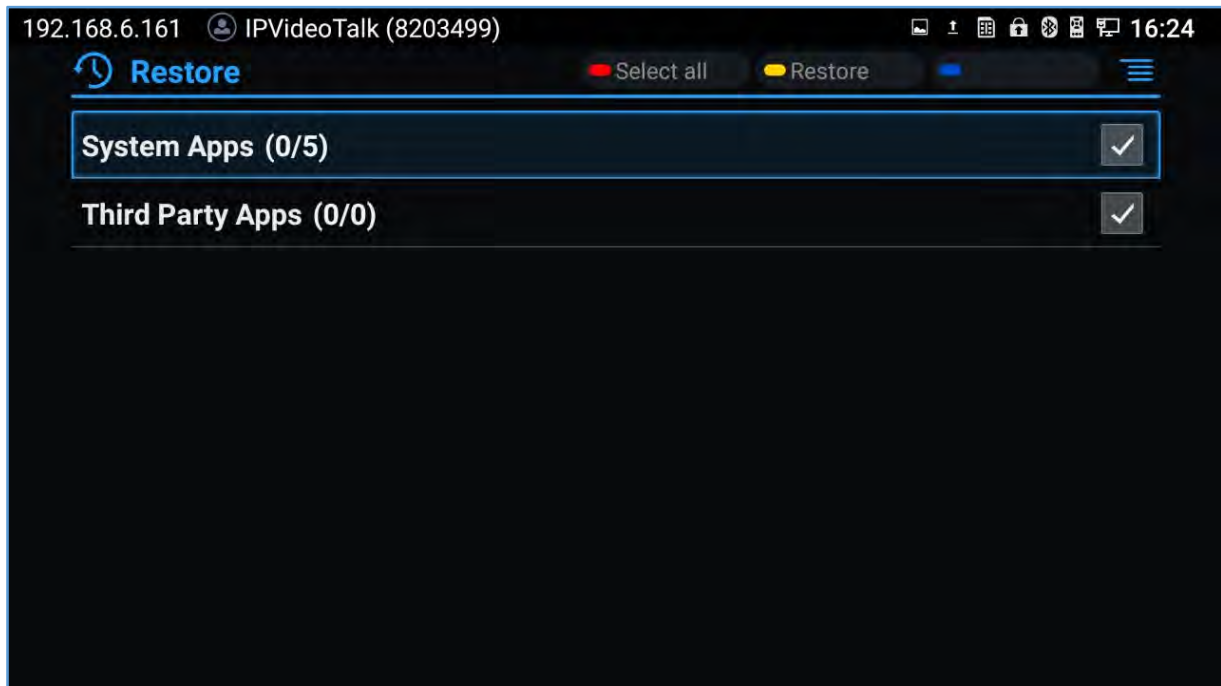 192.168.6.161 IPVideoTalk (8203499) 16:24
Restore Select all Restore
System Apps (0/5)
Third Party Apps (0/0)